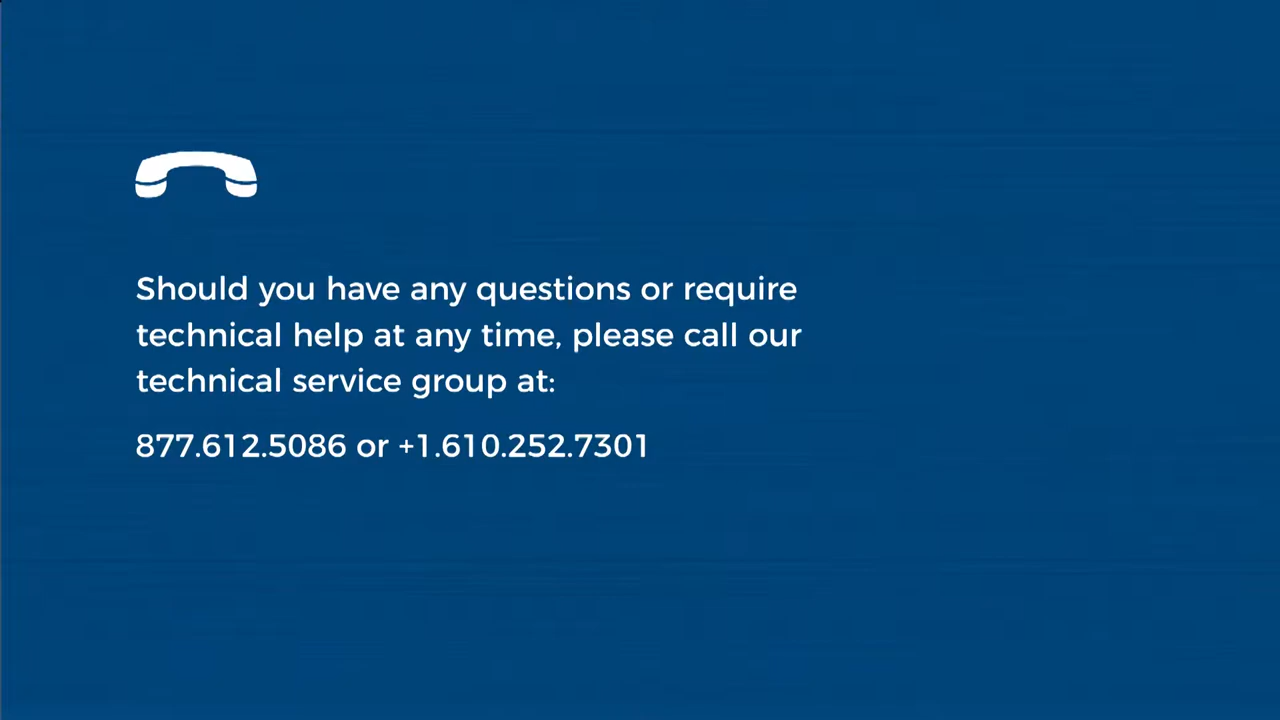 Should you have any questions or require
technical help at any time, please call our
technical service group at:
877.612.5086 or +1.610.252.7301